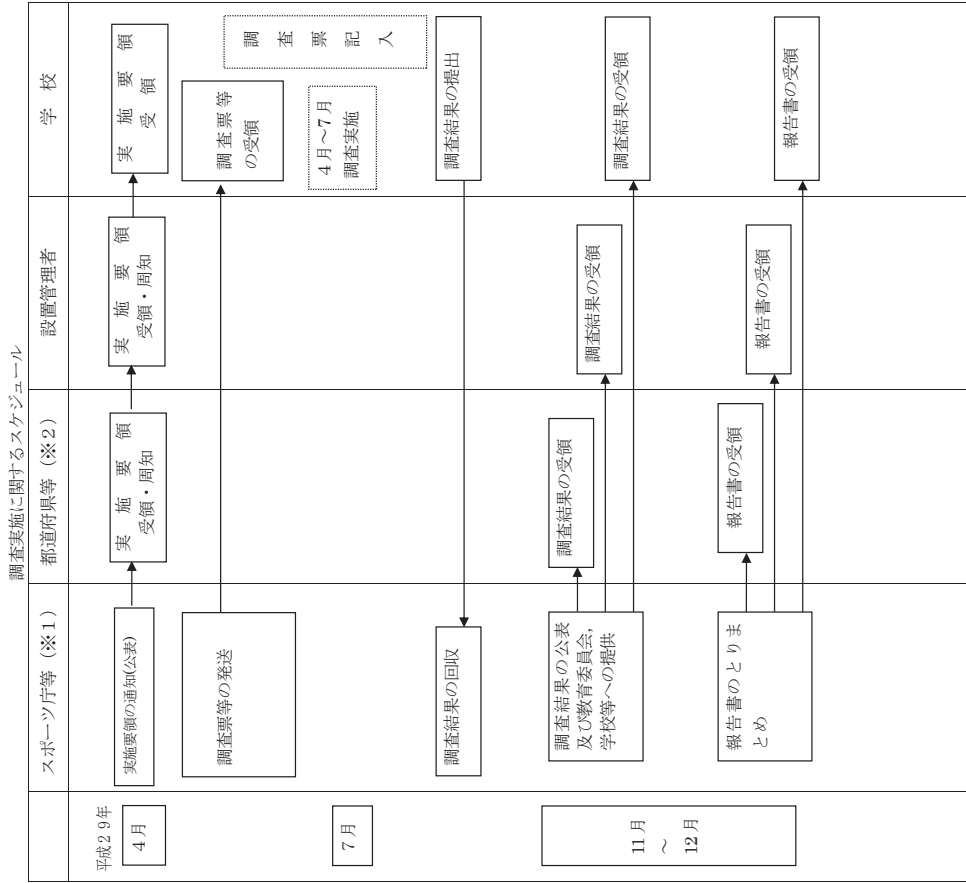 調査実施に関するスケジュール
スポーツ庁等（※１）
都道府県等（※２）
設置管理者
学 校
平成２９年
４月
実施要領の通知(公表)
実 施 要 領
受領・周知
実 施 要 領
受領・周知
実 施 要 領
受 領
調査票等の発送
調査票等
の受領
調 査 票 記 入
７月
４月～７月
調査実施
調査結果の回収
調査結果の提出
11 月
～
12 月
調査結果の公表
及び教育委員会,
学校等への提供
調査結果の受領
調査結果の受領
調査結果の受領
報告書のとりま
とめ
報告書の受領
報告書の受領
報告書の受領